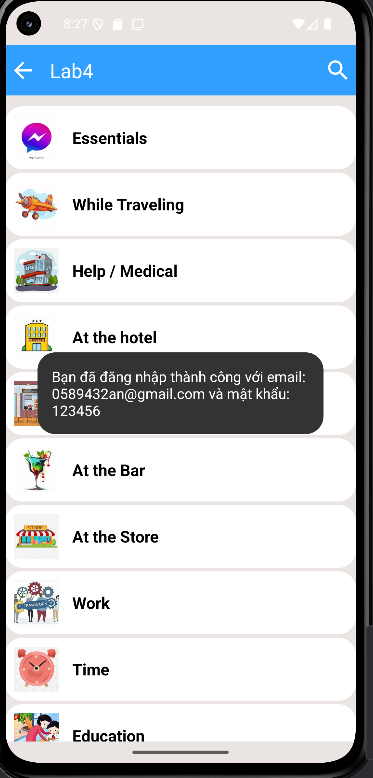 8:27
Lab4
Essentials
While Traveling
Help / Medical
At the hotel
Bạn đã đăng nhập thành công với email:
0589432an@gmail.com và mật khẩu:
123456
At the Bar
At the Store
Work
Time
Education